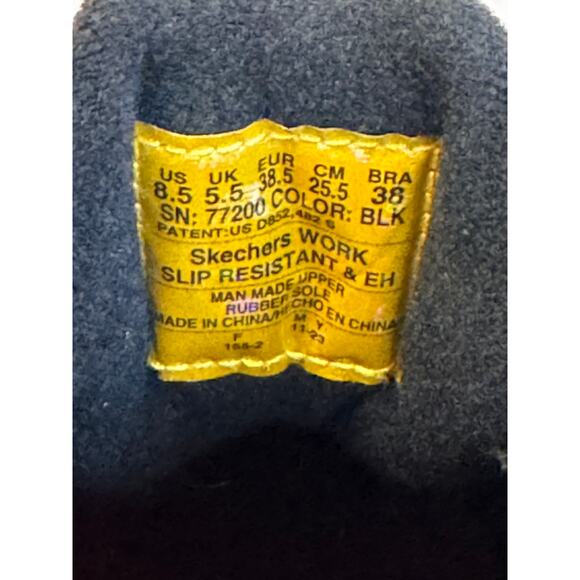 US UK EUR CM BRA
8.5 5.5 38.5 25.5 38
SN: 77200 COLOR: BLK
PATENT:US D852,482 S
Skechers WORK
SLIP RESISTANT & EH
MAN MADE UPPER
RUBBER SOLE
MADE IN CHINA/HECHO EN CHINA
F M Y
168-2 11-23